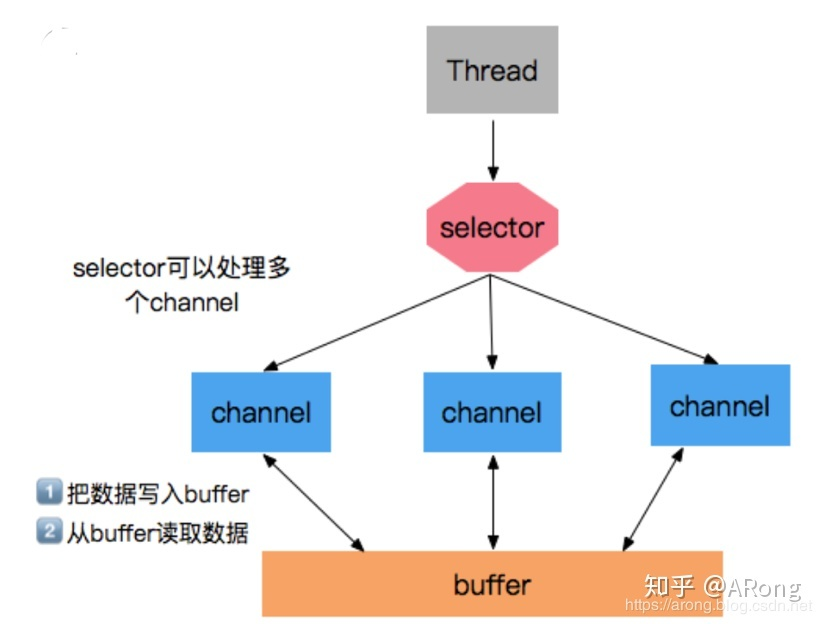 Thread
selector
selector可以处理多
个channel
channel
channel
channel
1 把数据写入buffer
2 从buffer读取数据
buffer
知乎 @ARong
https://arong.blog.csdn.net